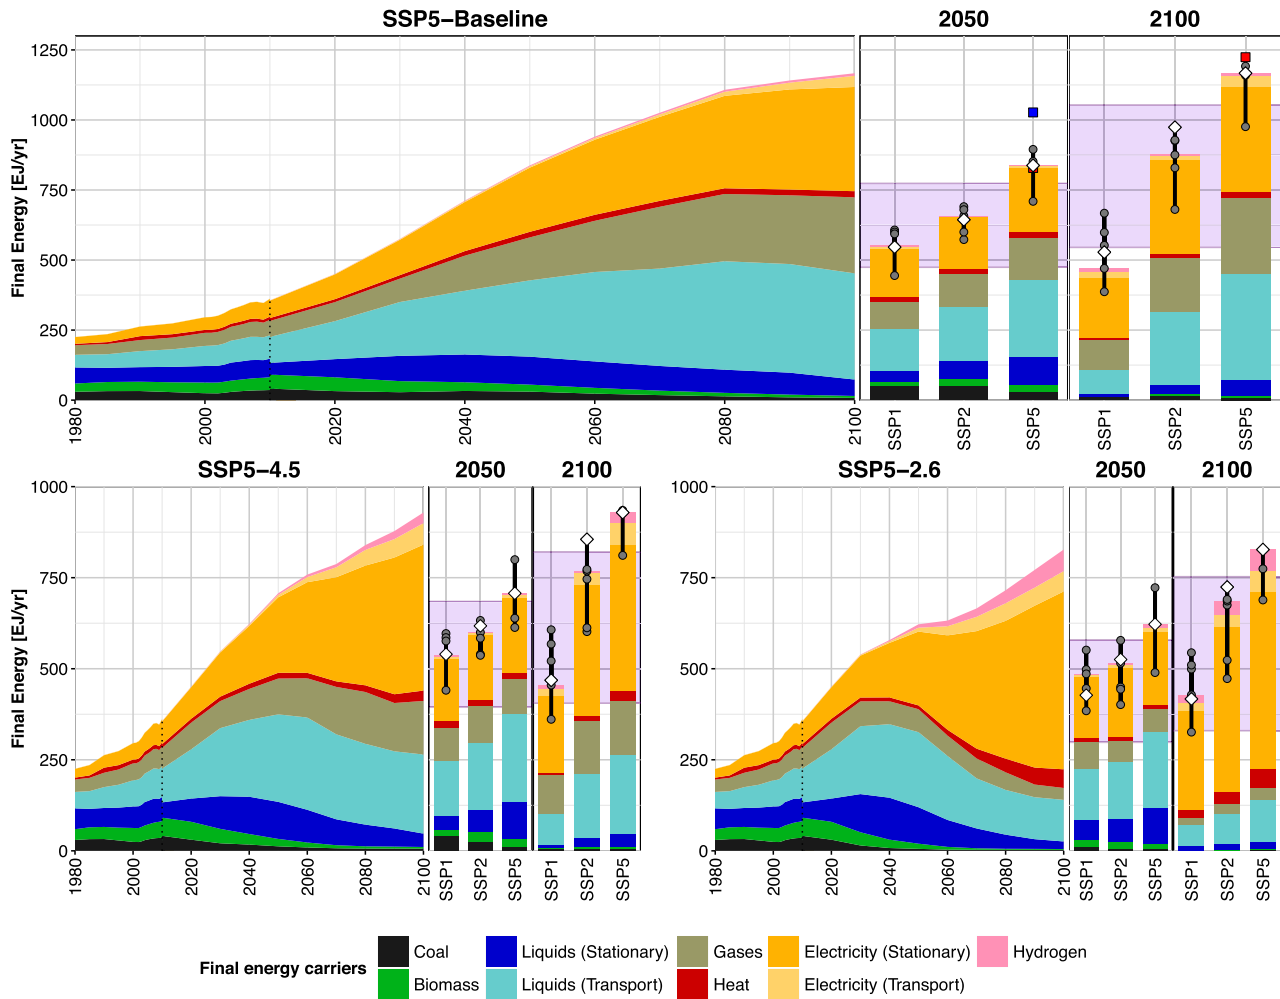 SSP5−Baseline
2050
2100
Final Energy [EJ/yr]
1250
1000
750
500
250
0
1980
2000
2020
2040
2060
2080
2100
SSP1
SSP2
SSP5
SSP1
SSP2
SSP5
SSP5−4.5
2050
2100
Final Energy [EJ/yr]
1000
750
500
250
0
1980
2000
2020
2040
2060
2080
2100
SSP1
SSP2
SSP5
SSP1
SSP2
SSP5
SSP5−2.6
2050
2100
1000
750
500
250
0
1980
2000
2020
2040
2060
2080
2100
SSP1
SSP2
SSP5
SSP1
SSP2
SSP5
Final energy carriers
Coal
Liquids (Stationary)
Gases
Electricity (Stationary)
Hydrogen
Biomass
Liquids (Transport)
Heat
Electricity (Transport)